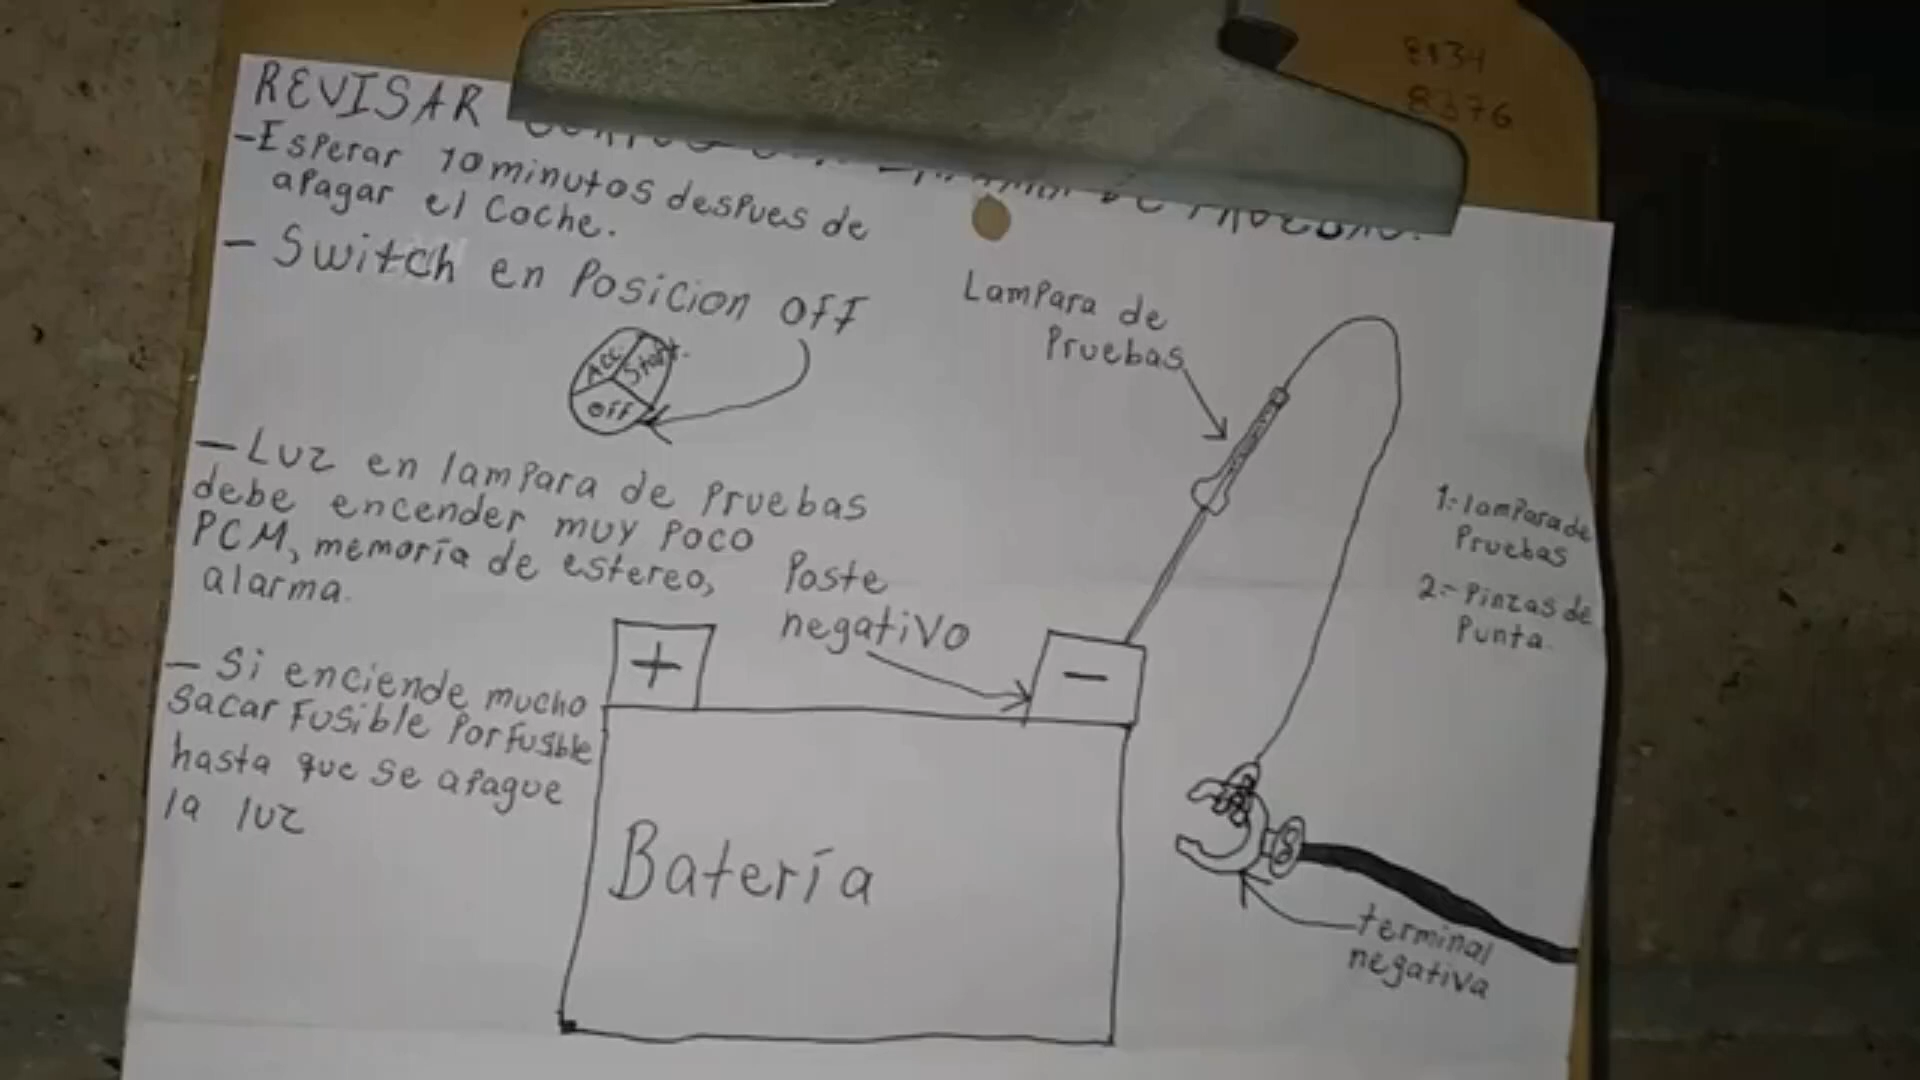 REVISAR
-Esperar 10 minutos despues de
apagar el coche.
- Switch en Posicion OFF
Acc. Start.
OFF
- Luz en lampara de Pruebas
debe encender muy poco
PCM, memoría de estereo,
alarma.
- Si enciende mucho
sacar Fusible Por Fusible
hasta que se apague
la luz
Lampara de
Pruebas
Poste
negativo
+
-
Batería
1:- lampara de
Pruebas
2:- Pinzas de
Punta.
terminal
negativa
8134
8376